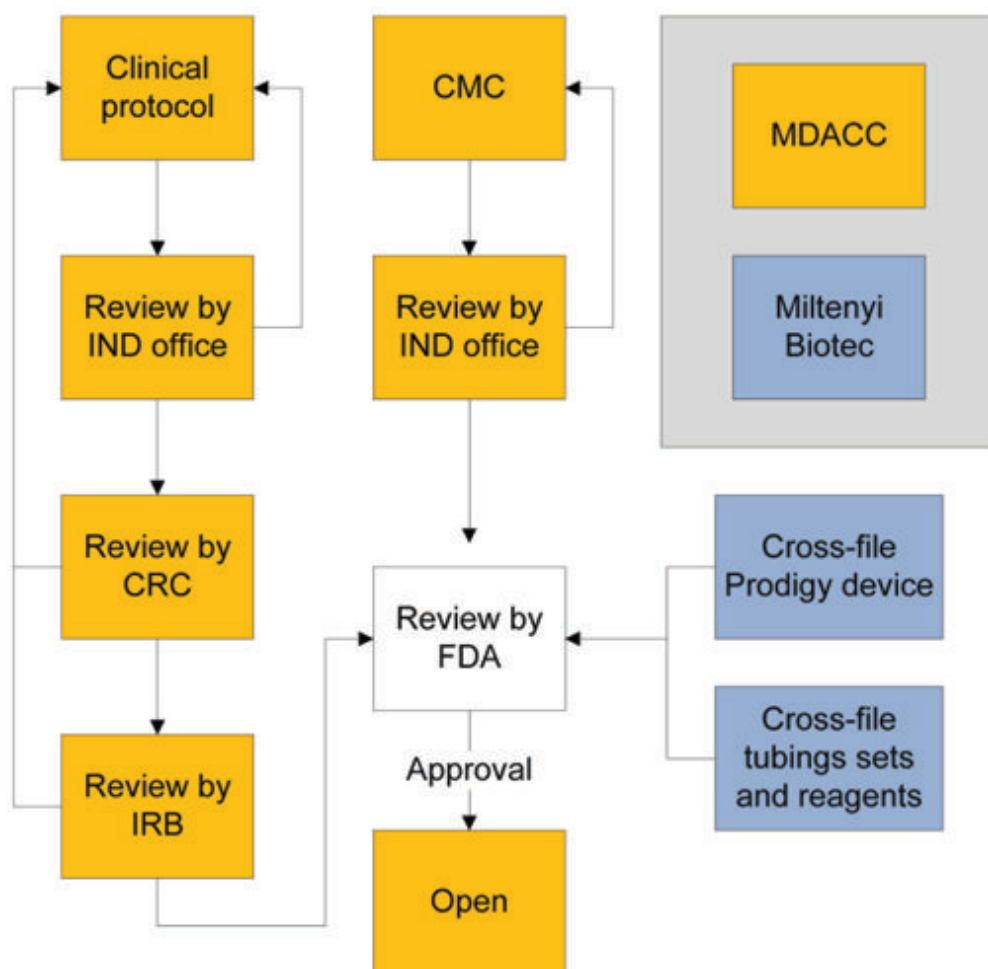 Clinical
protocol
CMC
MDACC
Review by
IND office
Review by
IND office
Miltenyi
Biotec
Review by
CRC
Review by
FDA
Cross-file
Prodigy device
Review by
IRB
Approval
Cross-file
tubings sets
and reagents
Open